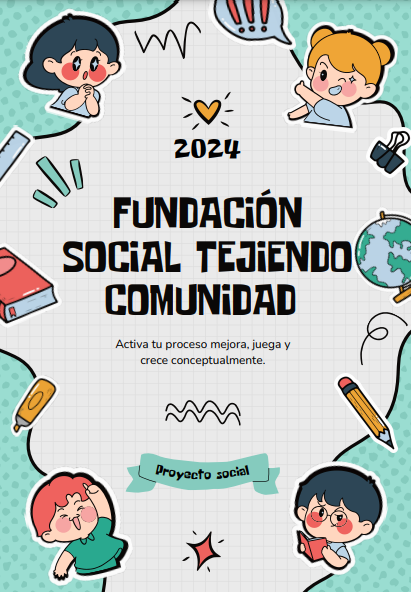 2024
FUNDACIÓN
SOCIAL TEJIENDO
COMUNIDAD
Activa tu proceso mejora, juega y
crece conceptualmente.
Proyecto social